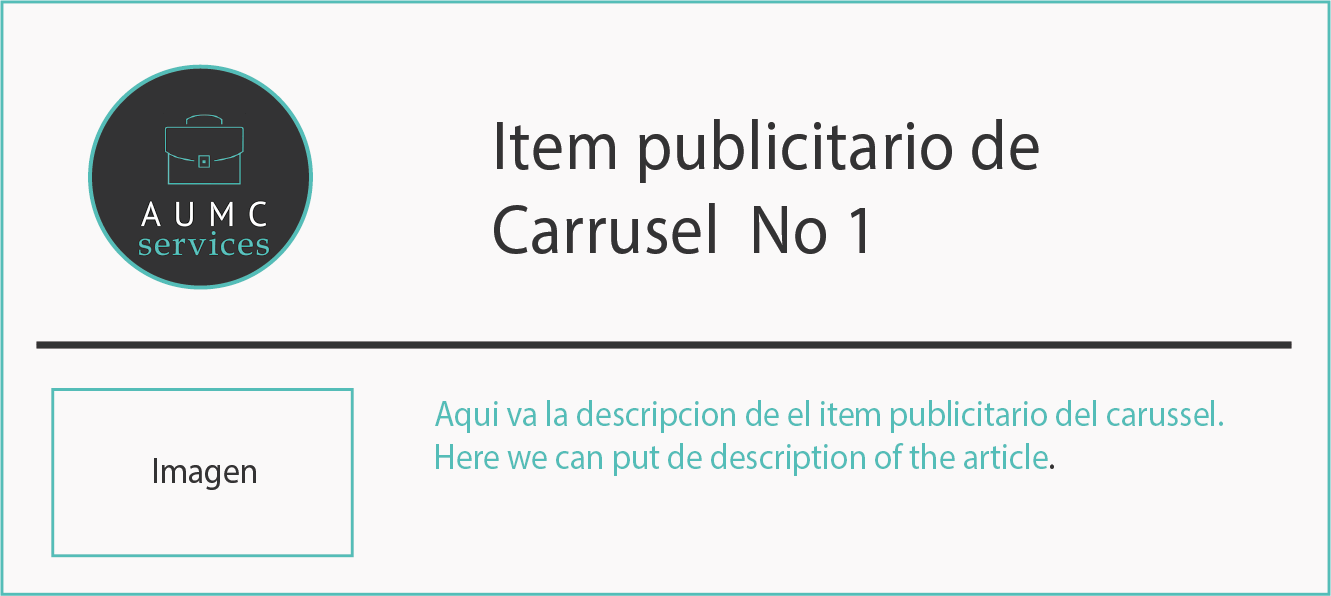 AUMC
services
Item publicitario de
Carrusel No 1
Imagen
Aqui va la descripcion de el item publicitario del carussel.
Here we can put de description of the article.